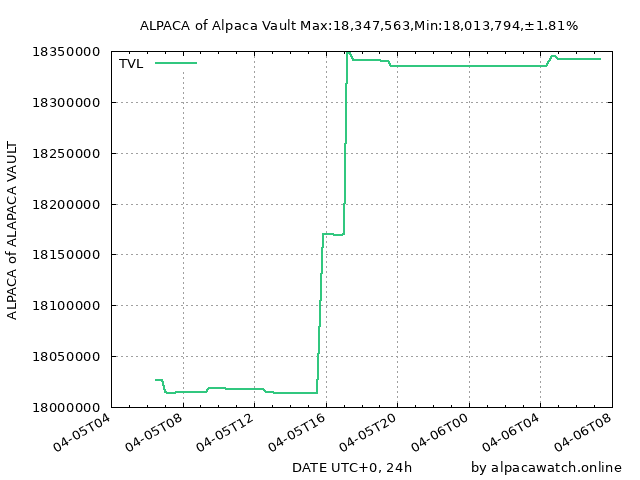 ALPACA of Alpaca Vault Max:18,347,563,Min:18,013,794,±1.81%
TVL
18350000
18300000
18250000
18200000
18150000
18100000
18050000
18000000
ALPACA of ALAPACA VAULT
04-05T04
04-05T08
04-05T12
04-05T16
04-05T20
04-06T00
04-06T04
04-06T08
DATE UTC+0, 24h
by alpacawatch.online